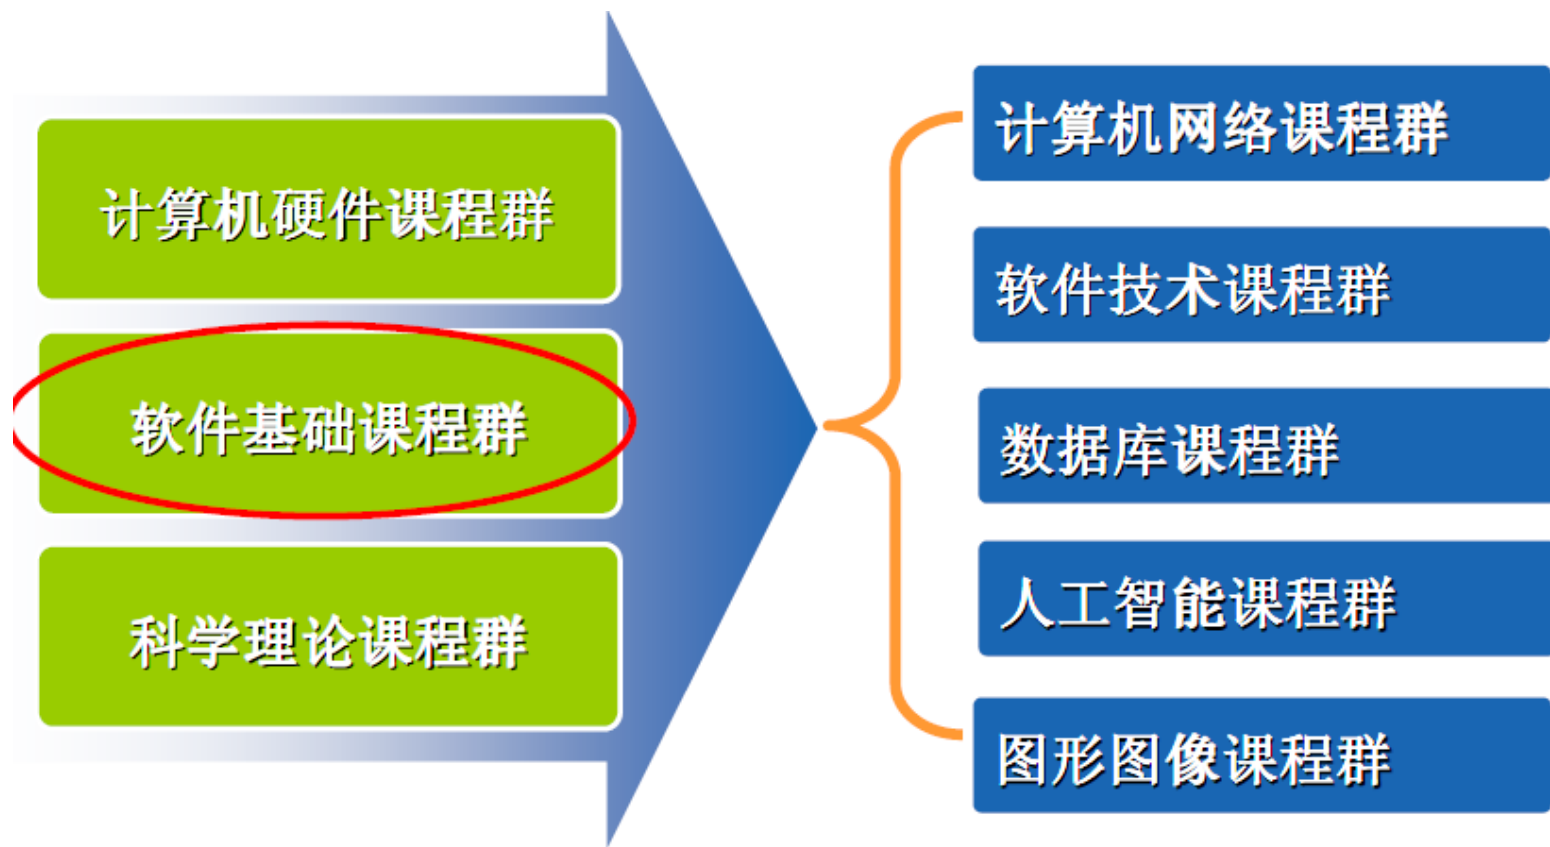 计算机硬件课程群
软件基础课程群
科学理论课程群
计算机网络课程群
软件技术课程群
数据库课程群
人工智能课程群
图形图像课程群